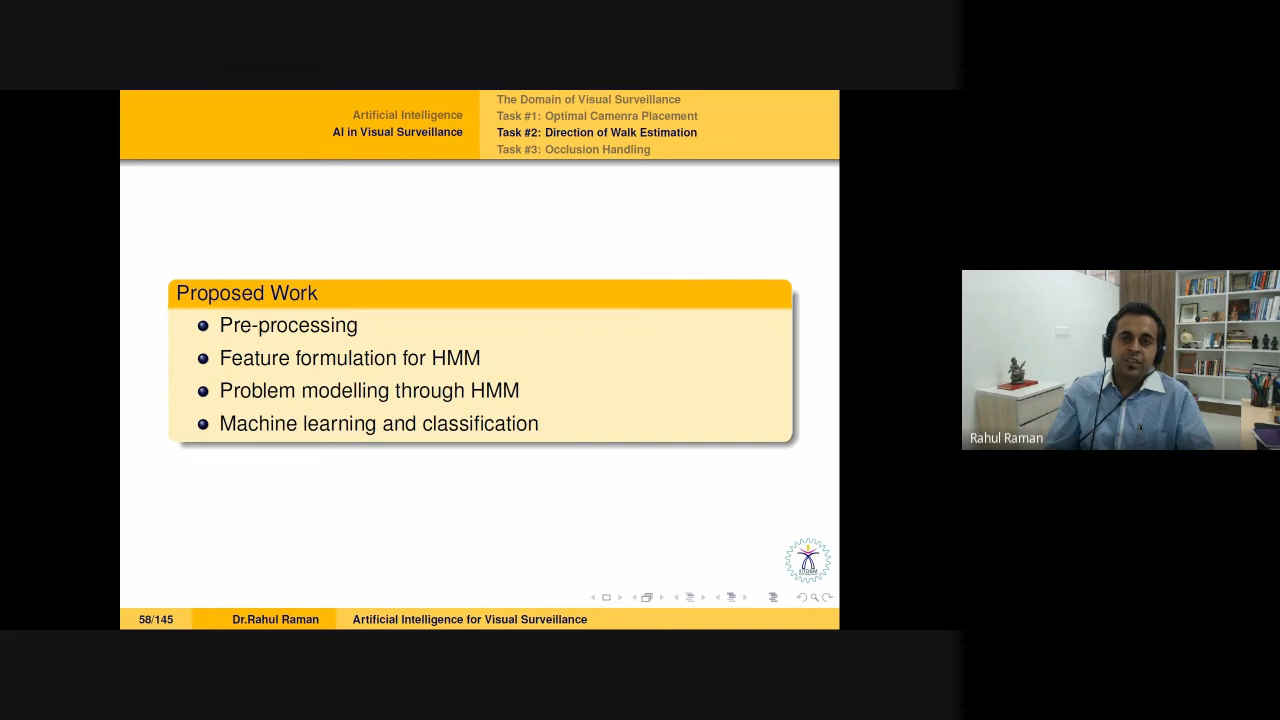 Artificial Intelligence
AI in Visual Surveillance
The Domain of Visual Surveillance
Task #1: Optimal Camenra Placement
Task #2: Direction of Walk Estimation
Task #3: Occlusion Handling
Proposed Work
Pre-processing
Feature formulation for HMM
Problem modelling through HMM
Machine learning and classification
58/145
Dr.Rahul Raman
Artificial Intelligence for Visual Surveillance
Rahul Raman